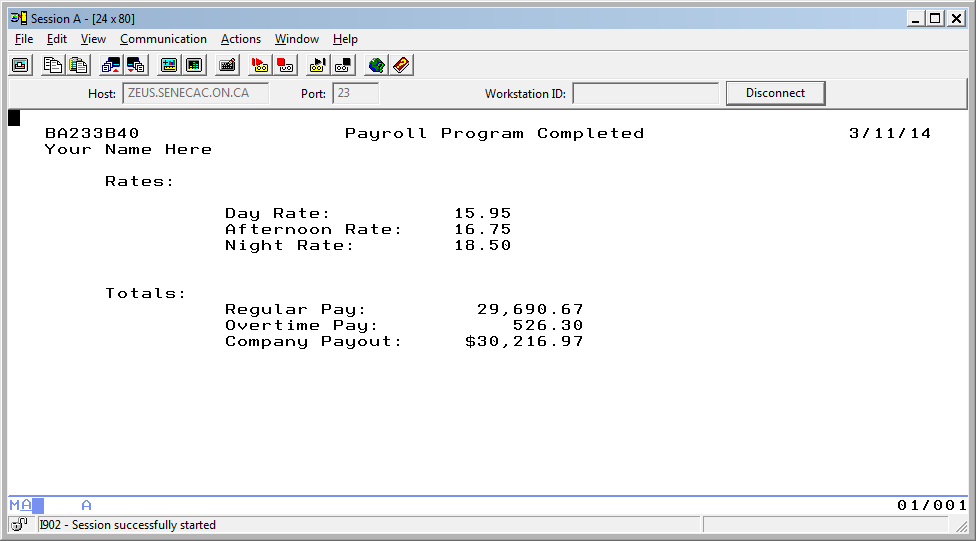 Session A - [24 x 80]
File Edit View Communication Actions Window Help
Host: ZEUS.SENECAC.ON.CA Port: 23 Workstation ID: Disconnect
BA233B40 Payroll Program Completed 3/11/14
Your Name Here
Rates:
Day Rate: 15.95
Afternoon Rate: 16.75
Night Rate: 18.50
Totals:
Regular Pay: 29,690.67
Overtime Pay: 526.30
Company Payout: $30,216.97
MA A 01/001
I902 - Session successfully started